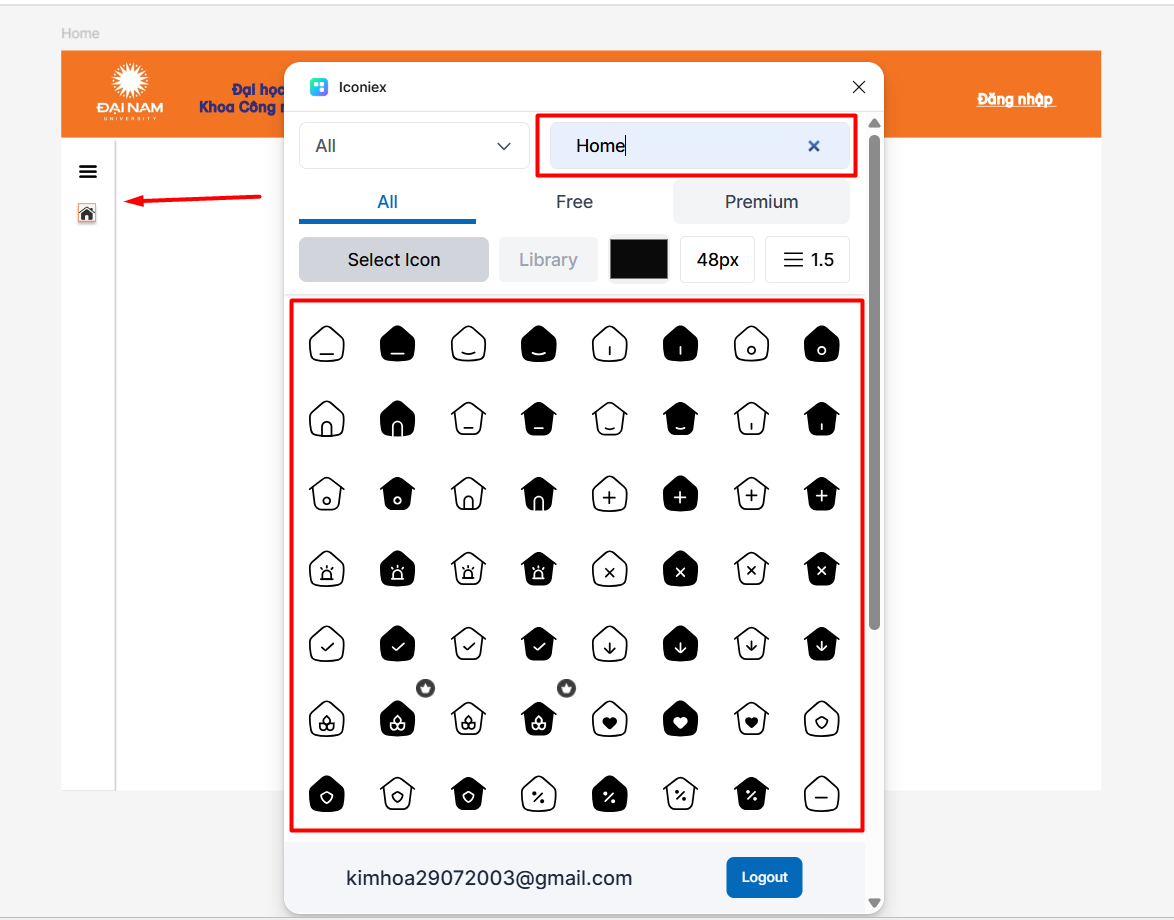 Home
ĐẠI NAM
UNIVERSITY
Đại học
Khoa Công n
Đăng nhập
Iconiex
All
Home
All Free Premium
Select Icon Library 48px 1.5
kimhoa29072003@gmail.com Logout